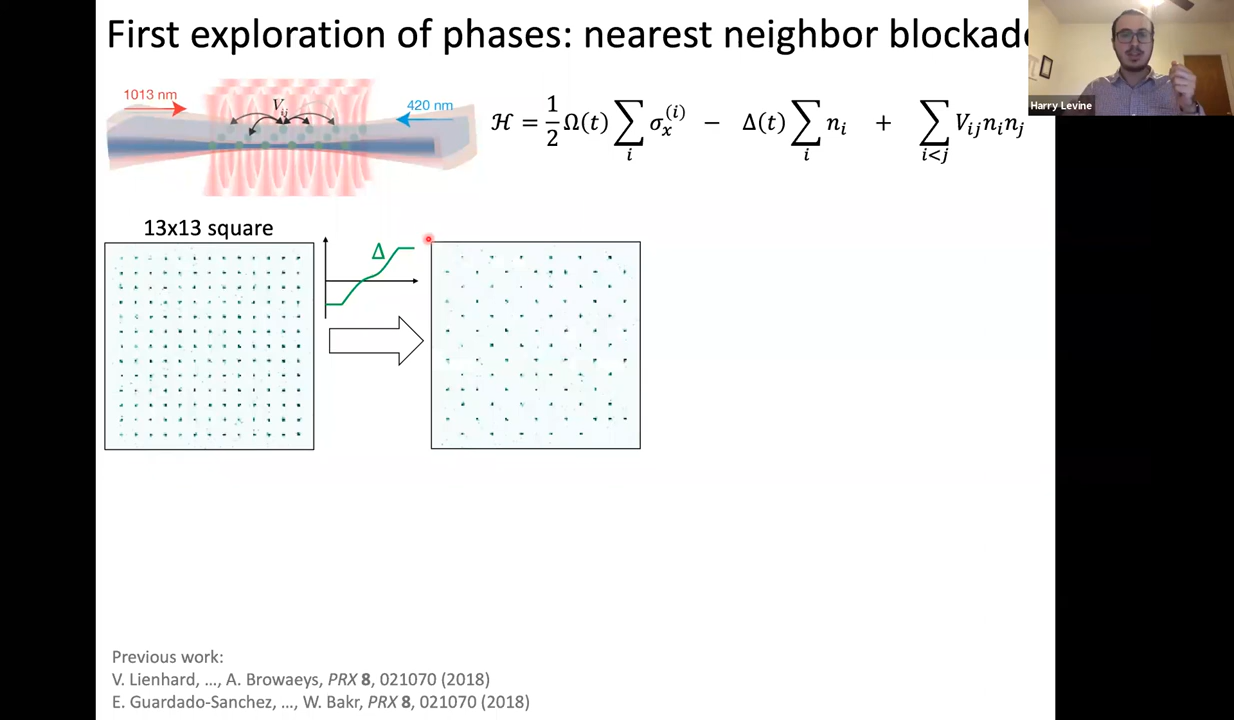 First exploration of phases: nearest neighbor blockade
1013 nm
V_ij
420 nm
ℋ = 1/2 Ω(t) ∑_i σ_x^(i) − Δ(t) ∑_i n_i + ∑_{i<j} V_ij n_i n_j
Harry Levine
13x13 square
Δ
Previous work:
V. Lienhard, ..., A. Browaeys, PRX 8, 021070 (2018)
E. Guardado-Sanchez, ..., W. Bakr, PRX 8, 021070 (2018)